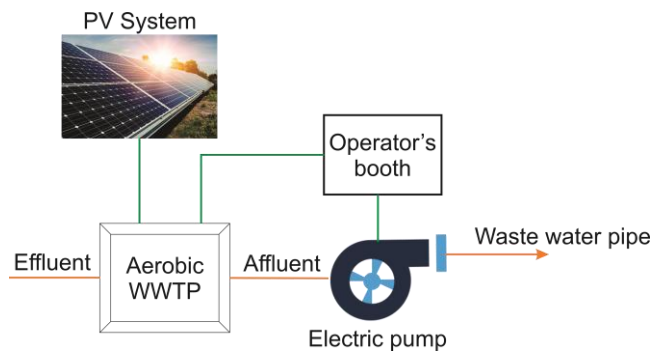 PV System
Operator's
booth
Effluent
Aerobic
WWTP
Affluent
Waste water pipe
Electric pump